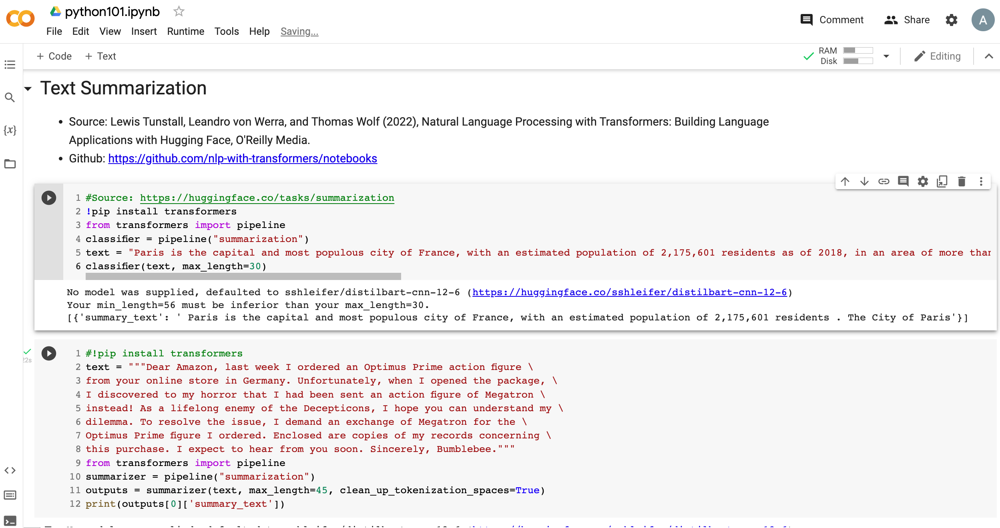 python101.ipynb
File Edit View Insert Runtime Tools Help Saving...
Comment Share A
+ Code + Text
RAM
Disk
Editing
Text Summarization
• Source: Lewis Tunstall, Leandro von Werra, and Thomas Wolf (2022), Natural Language Processing with Transformers: Building Language
Applications with Hugging Face, O'Reilly Media.
• Github: https://github.com/nlp-with-transformers/notebooks
{x}
1 #Source: https://huggingface.co/tasks/summarization
2 !pip install transformers
3 from transformers import pipeline
4 classifier = pipeline("summarization")
5 text = "Paris is the capital and most populous city of France, with an estimated population of 2,175,601 residents as of 2018, in an area of more than
6 classifier(text, max_length=30)
No model was supplied, defaulted to sshleifer/distilbart-cnn-12-6 (https://huggingface.co/sshleifer/distilbart-cnn-12-6)
Your min_length=56 must be inferior than your max_length=30.
[{'summary_text': ' Paris is the capital and most populous city of France, with an estimated population of 2,175,601 residents . The City of Paris'}]
22s
1 #!pip install transformers
2 text = """Dear Amazon, last week I ordered an Optimus Prime action figure \
3 from your online store in Germany. Unfortunately, when I opened the package, \
4 I discovered to my horror that I had been sent an action figure of Megatron \
5 instead! As a lifelong enemy of the Decepticons, I hope you can understand my \
6 dilemma. To resolve the issue, I demand an exchange of Megatron for the \
7 Optimus Prime figure I ordered. Enclosed are copies of my records concerning \
8 this purchase. I expect to hear from you soon. Sincerely, Bumblebee."""
9 from transformers import pipeline
10 summarizer = pipeline("summarization")
11 outputs = summarizer(text, max_length=45, clean_up_tokenization_spaces=True)
12 print(outputs[0]['summary_text'])